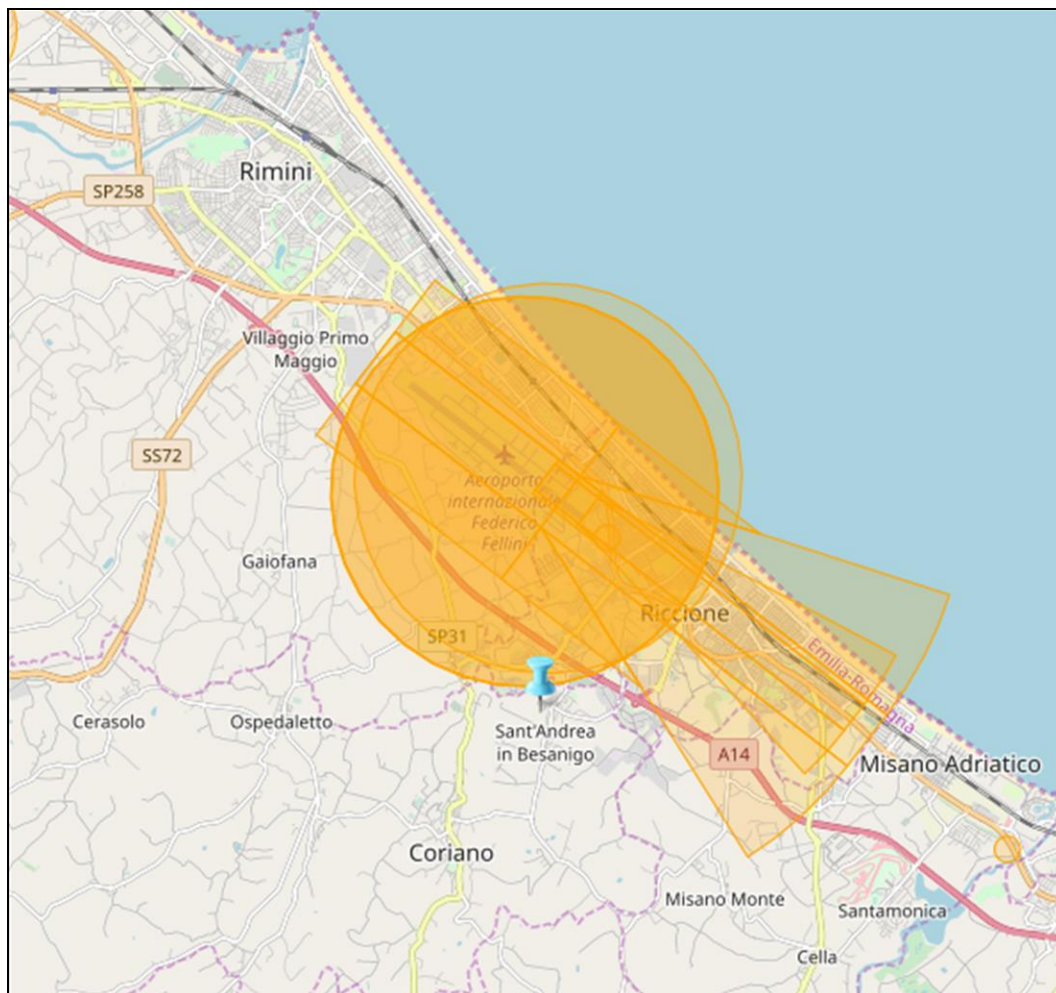 Rimini
SP258
Villaggio Primo
Maggio
SS72
Aeroporto
internazionale
Federico
Fellini
Gaiofana
Riccione
SP31
Emilia-Romagna
Cerasolo
Ospedaletto
Sant'Andrea
in Besanigo
A14
Misano Adriatico
Coriano
Misano Monte
Santamonica
Cella